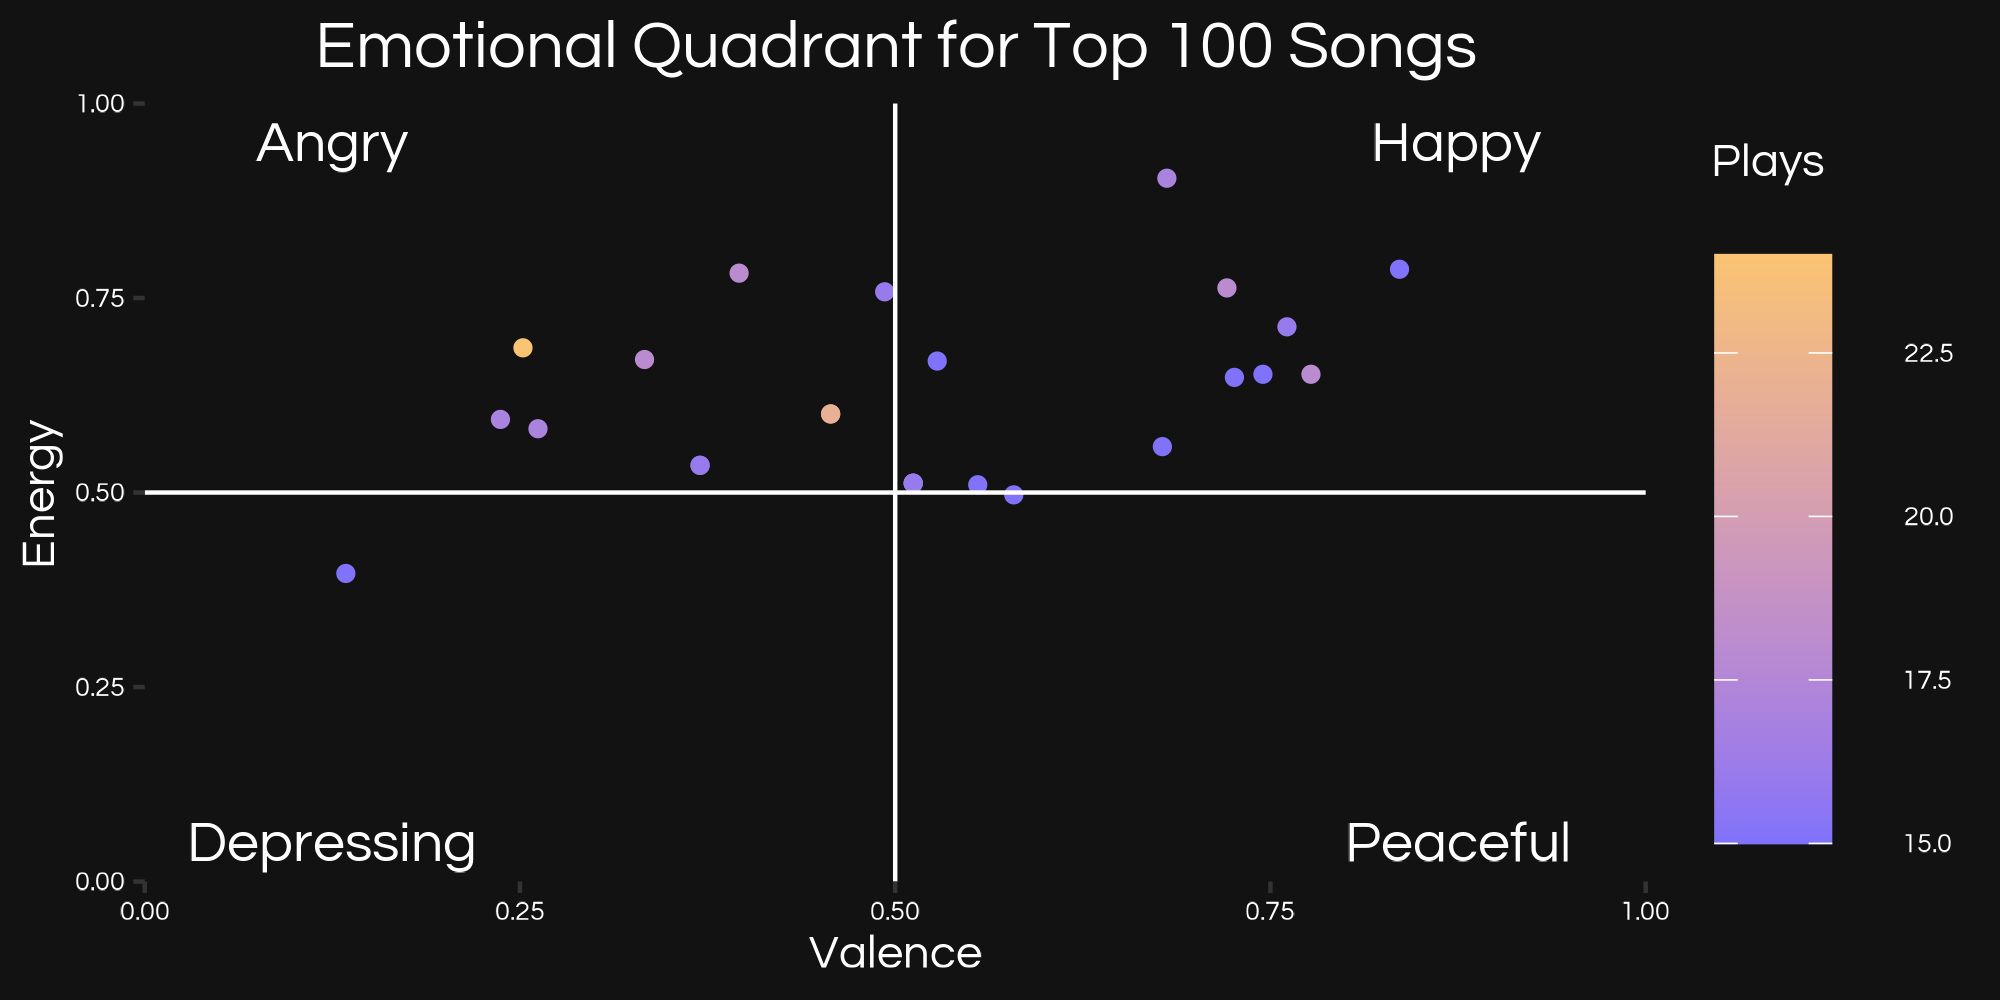 Emotional Quadrant for Top 100 Songs
1.00
Angry
Happy
Plays
0.75
22.5
Energy
0.50
20.0
0.25
17.5
Depressing
Peaceful
15.0
0.00
0.00 0.25 0.50 0.75 1.00
Valence